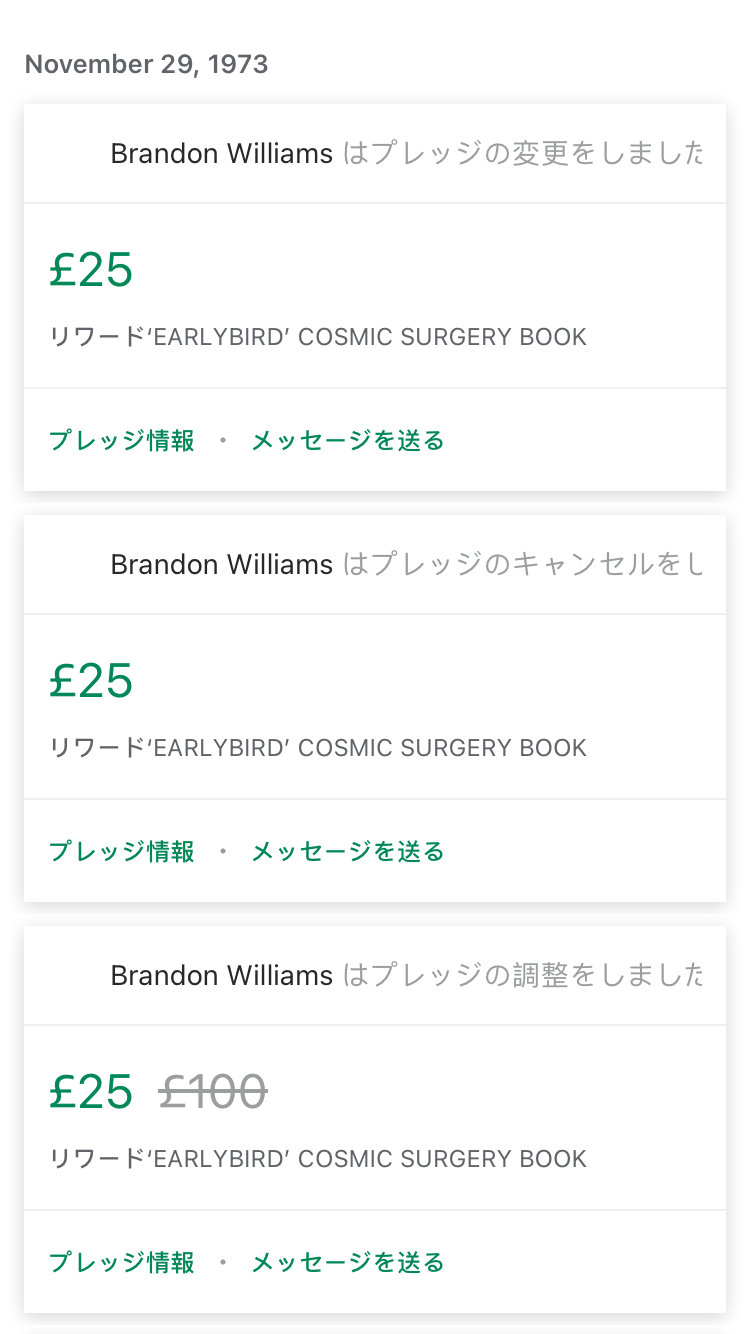 November 29, 1973
Brandon Williams はプレッジの変更をしました
£25
リワード‘EARLYBIRD’ COSMIC SURGERY BOOK
プレッジ情報 • メッセージを送る
Brandon Williams はプレッジのキャンセルをし
£25
リワード‘EARLYBIRD’ COSMIC SURGERY BOOK
プレッジ情報 • メッセージを送る
Brandon Williams はプレッジの調整をしました
£25 £100
リワード‘EARLYBIRD’ COSMIC SURGERY BOOK
プレッジ情報 • メッセージを送る